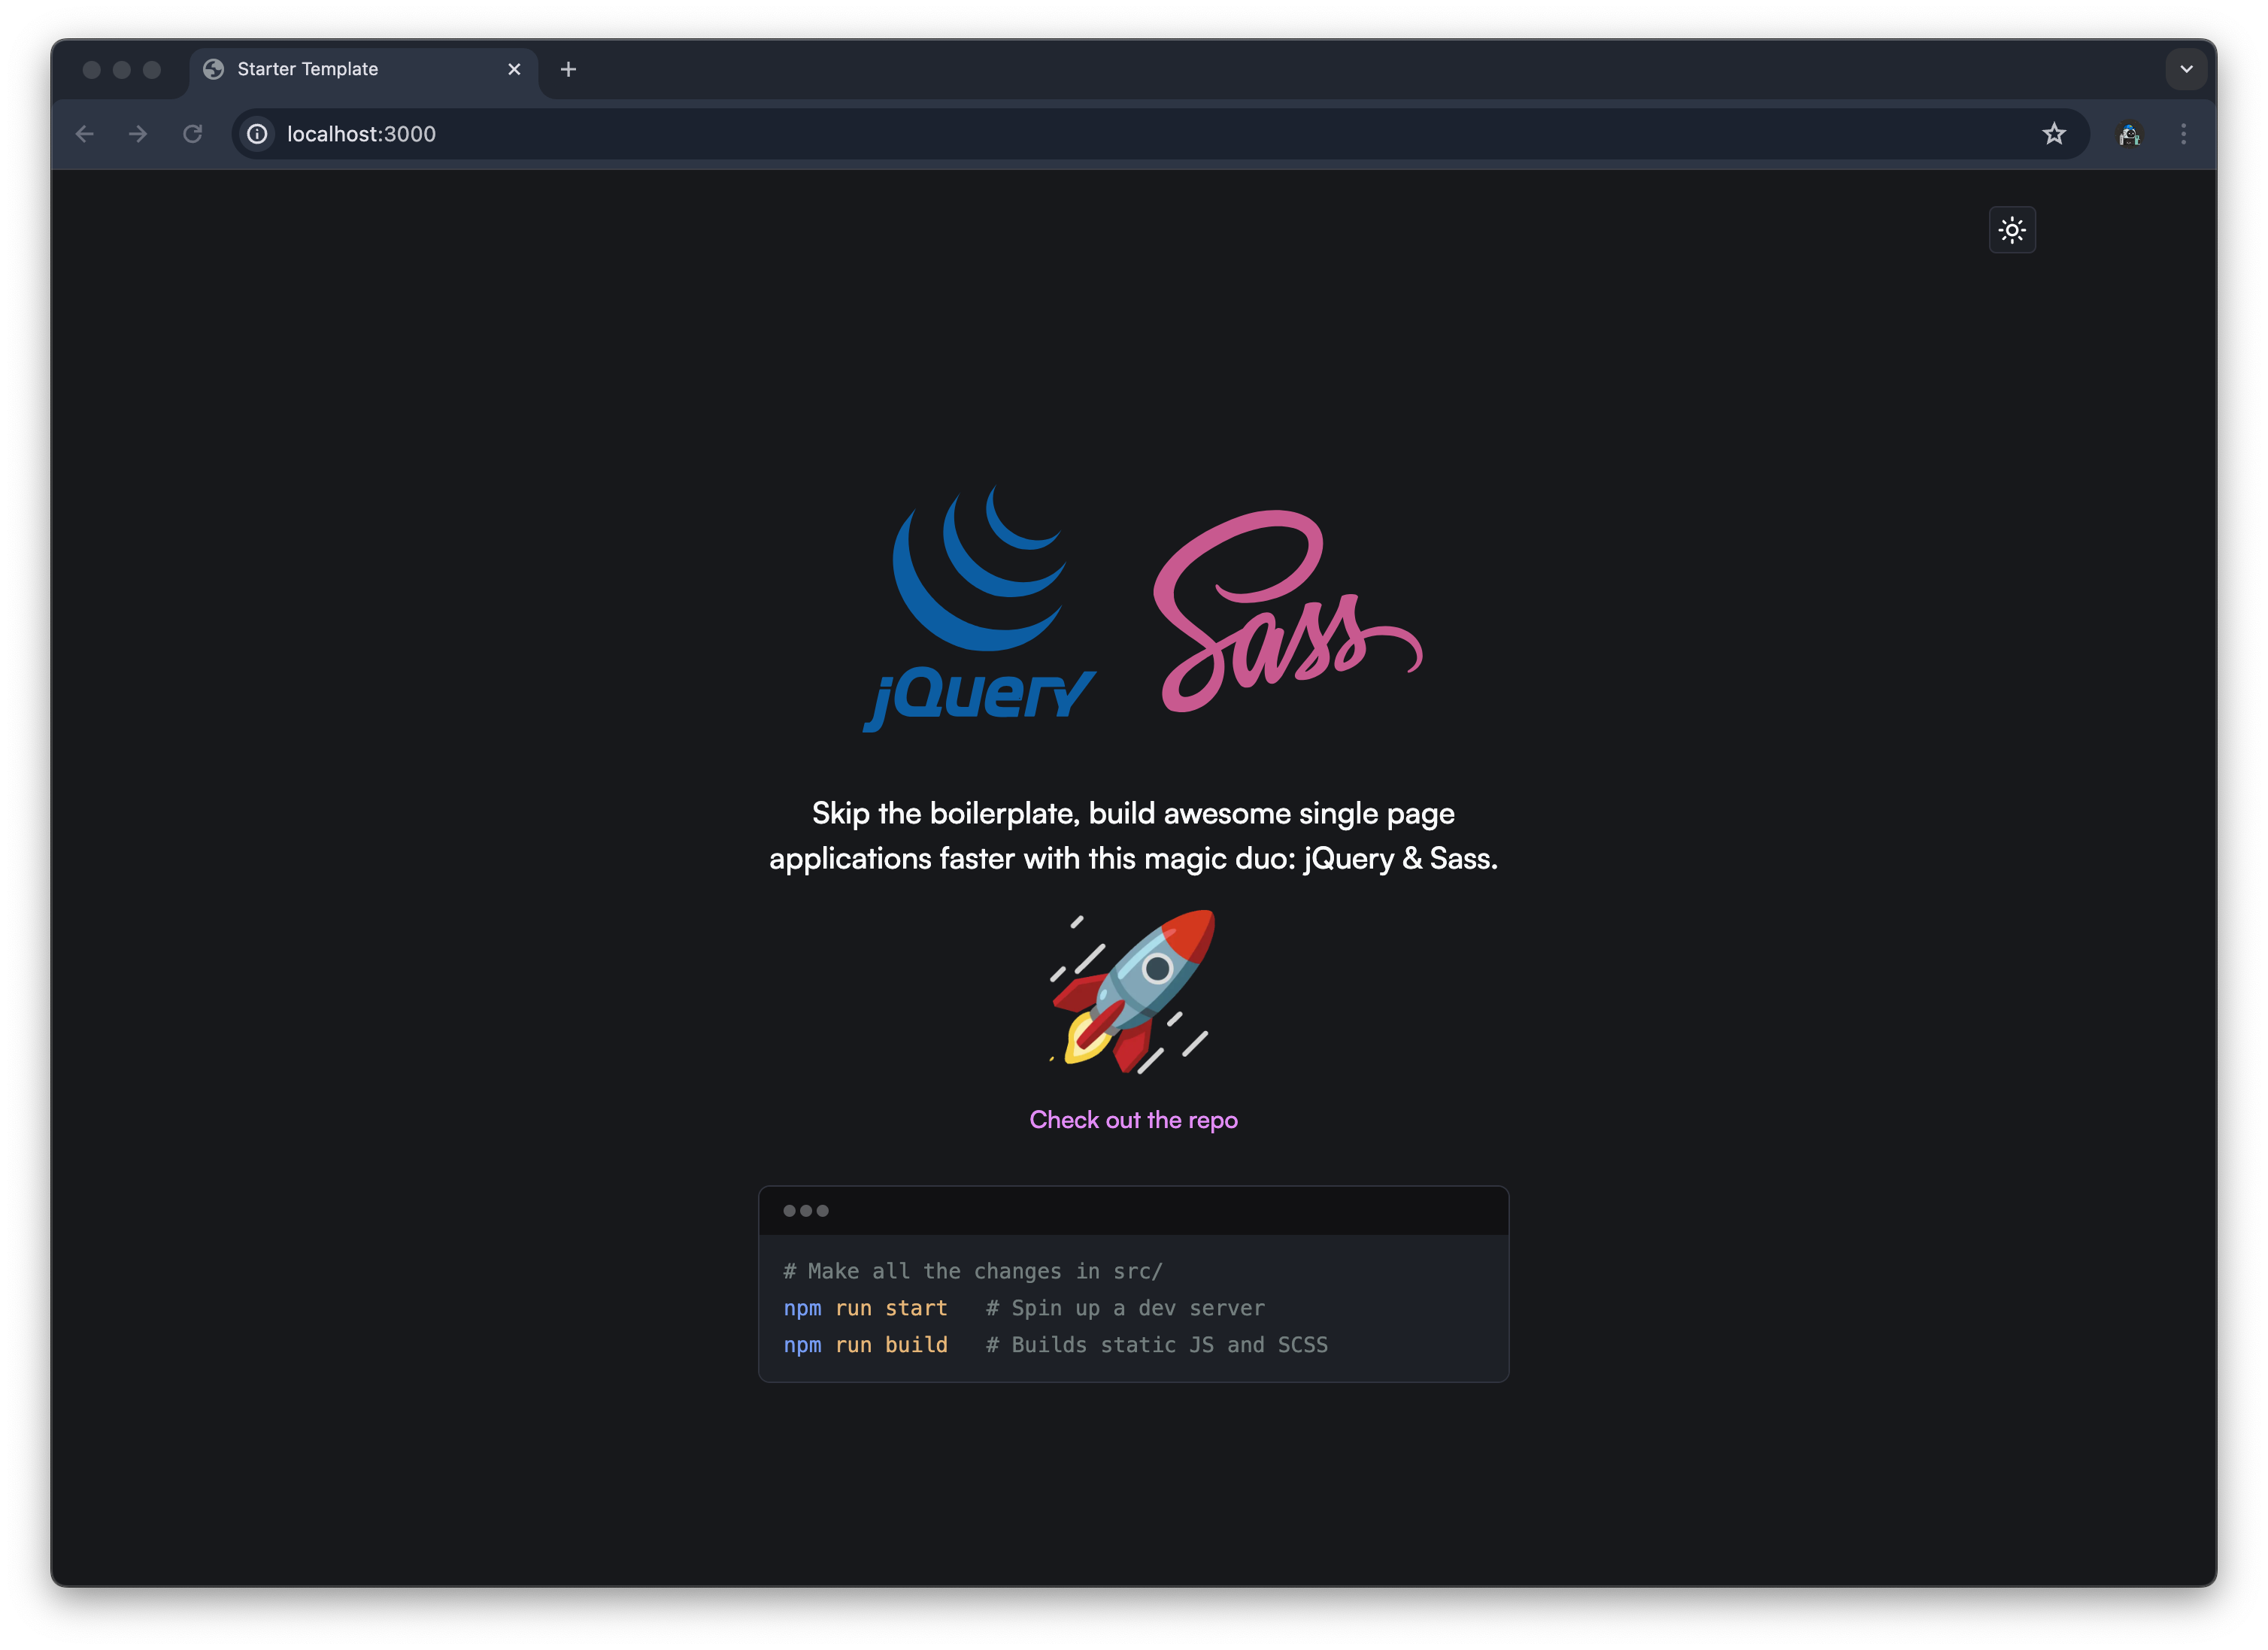 Starter Template
localhost:3000
jQuery
Sass
Skip the boilerplate, build awesome single page
applications faster with this magic duo: jQuery & Sass.
Check out the repo
# Make all the changes in src/
npm run start   # Spin up a dev server
npm run build   # Builds static JS and SCSS